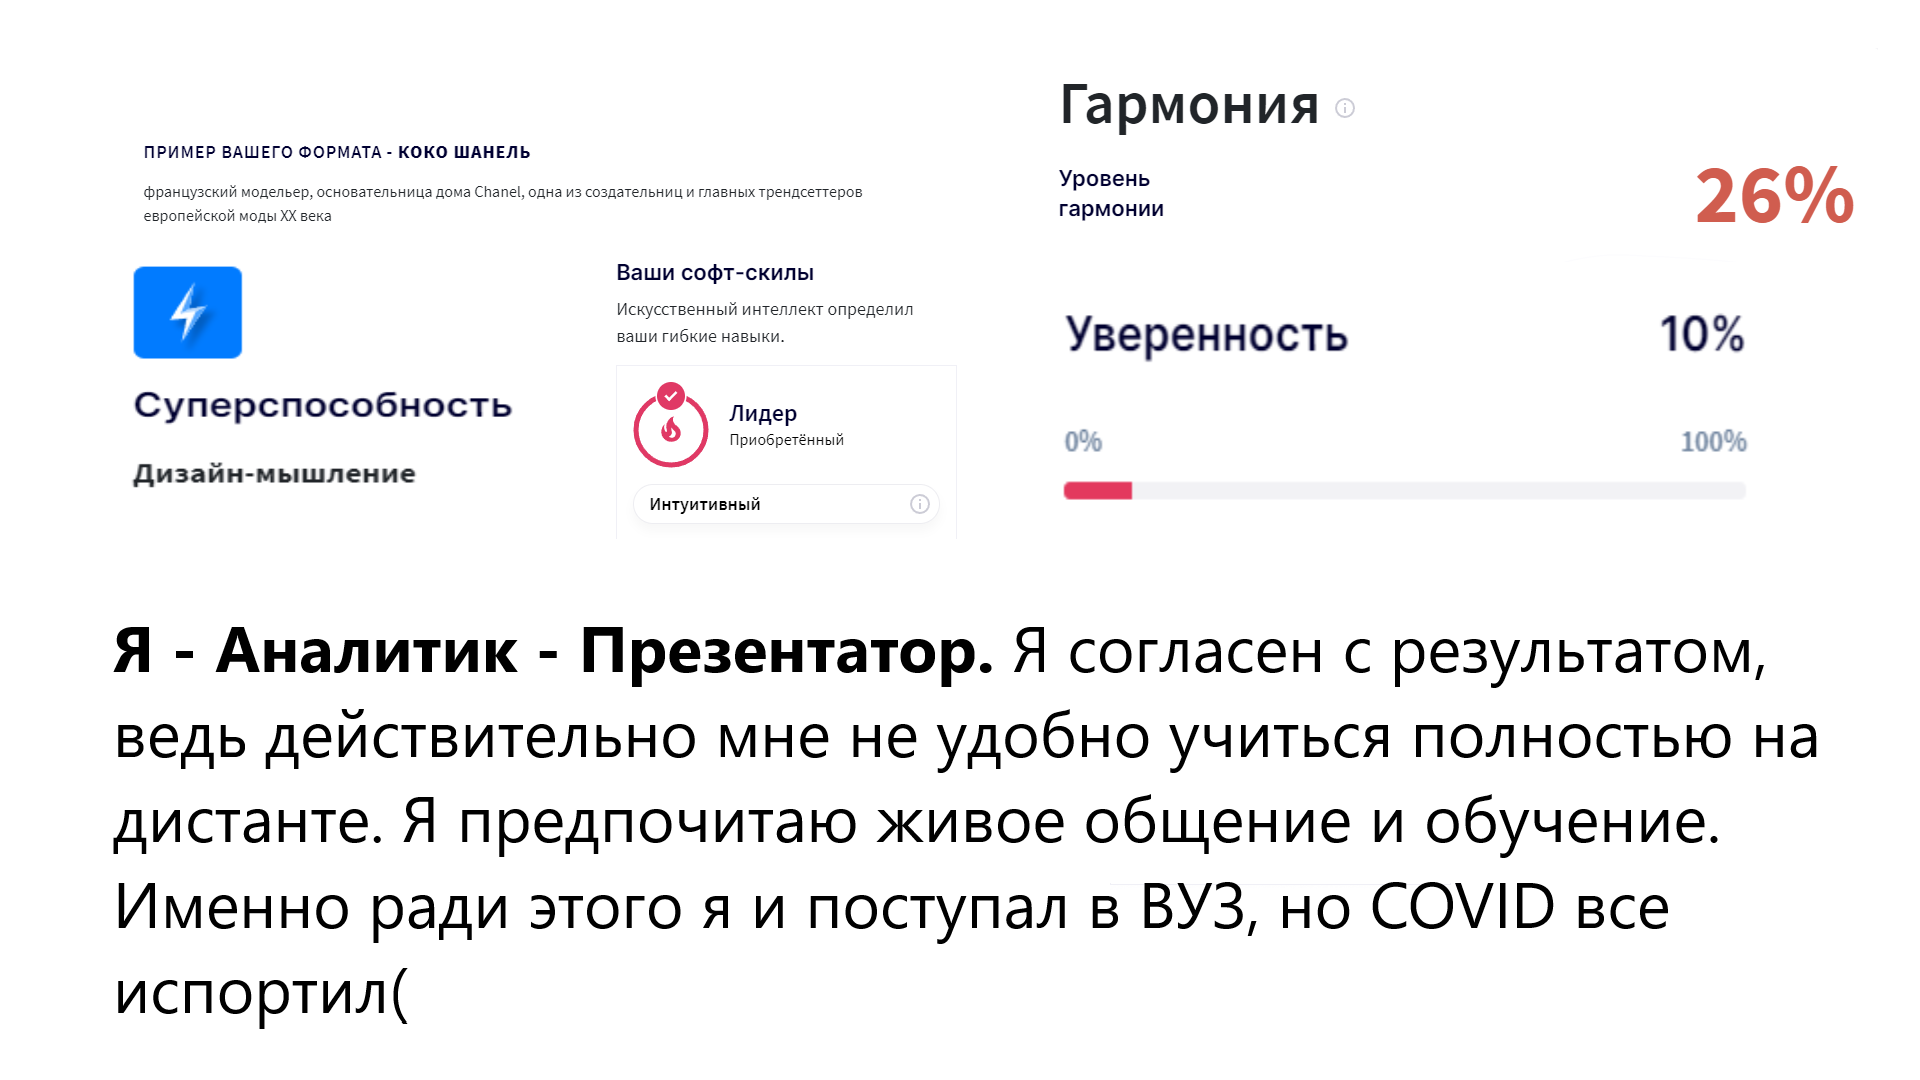 ПРИМЕР ВАШЕГО ФОРМАТА - КОКО ШАНЕЛЬ
французский модельер, основательница дома Chanel, одна из создательниц и главных трендсеттеров
европейской моды XX века
Суперспособность
Дизайн-мышление
Ваши софт-скилы
Искусственный интеллект определил
ваши гибкие навыки.
Лидер
Приобретённый
Интуитивный
Гармония
Уровень
гармонии
26%
Уверенность 10%
0% 100%
Я - Аналитик - Презентатор. Я согласен с результатом,
ведь действительно мне не удобно учиться полностью на
дистанте. Я предпочитаю живое общение и обучение.
Именно ради этого я и поступал в ВУЗ, но COVID все
испортил(